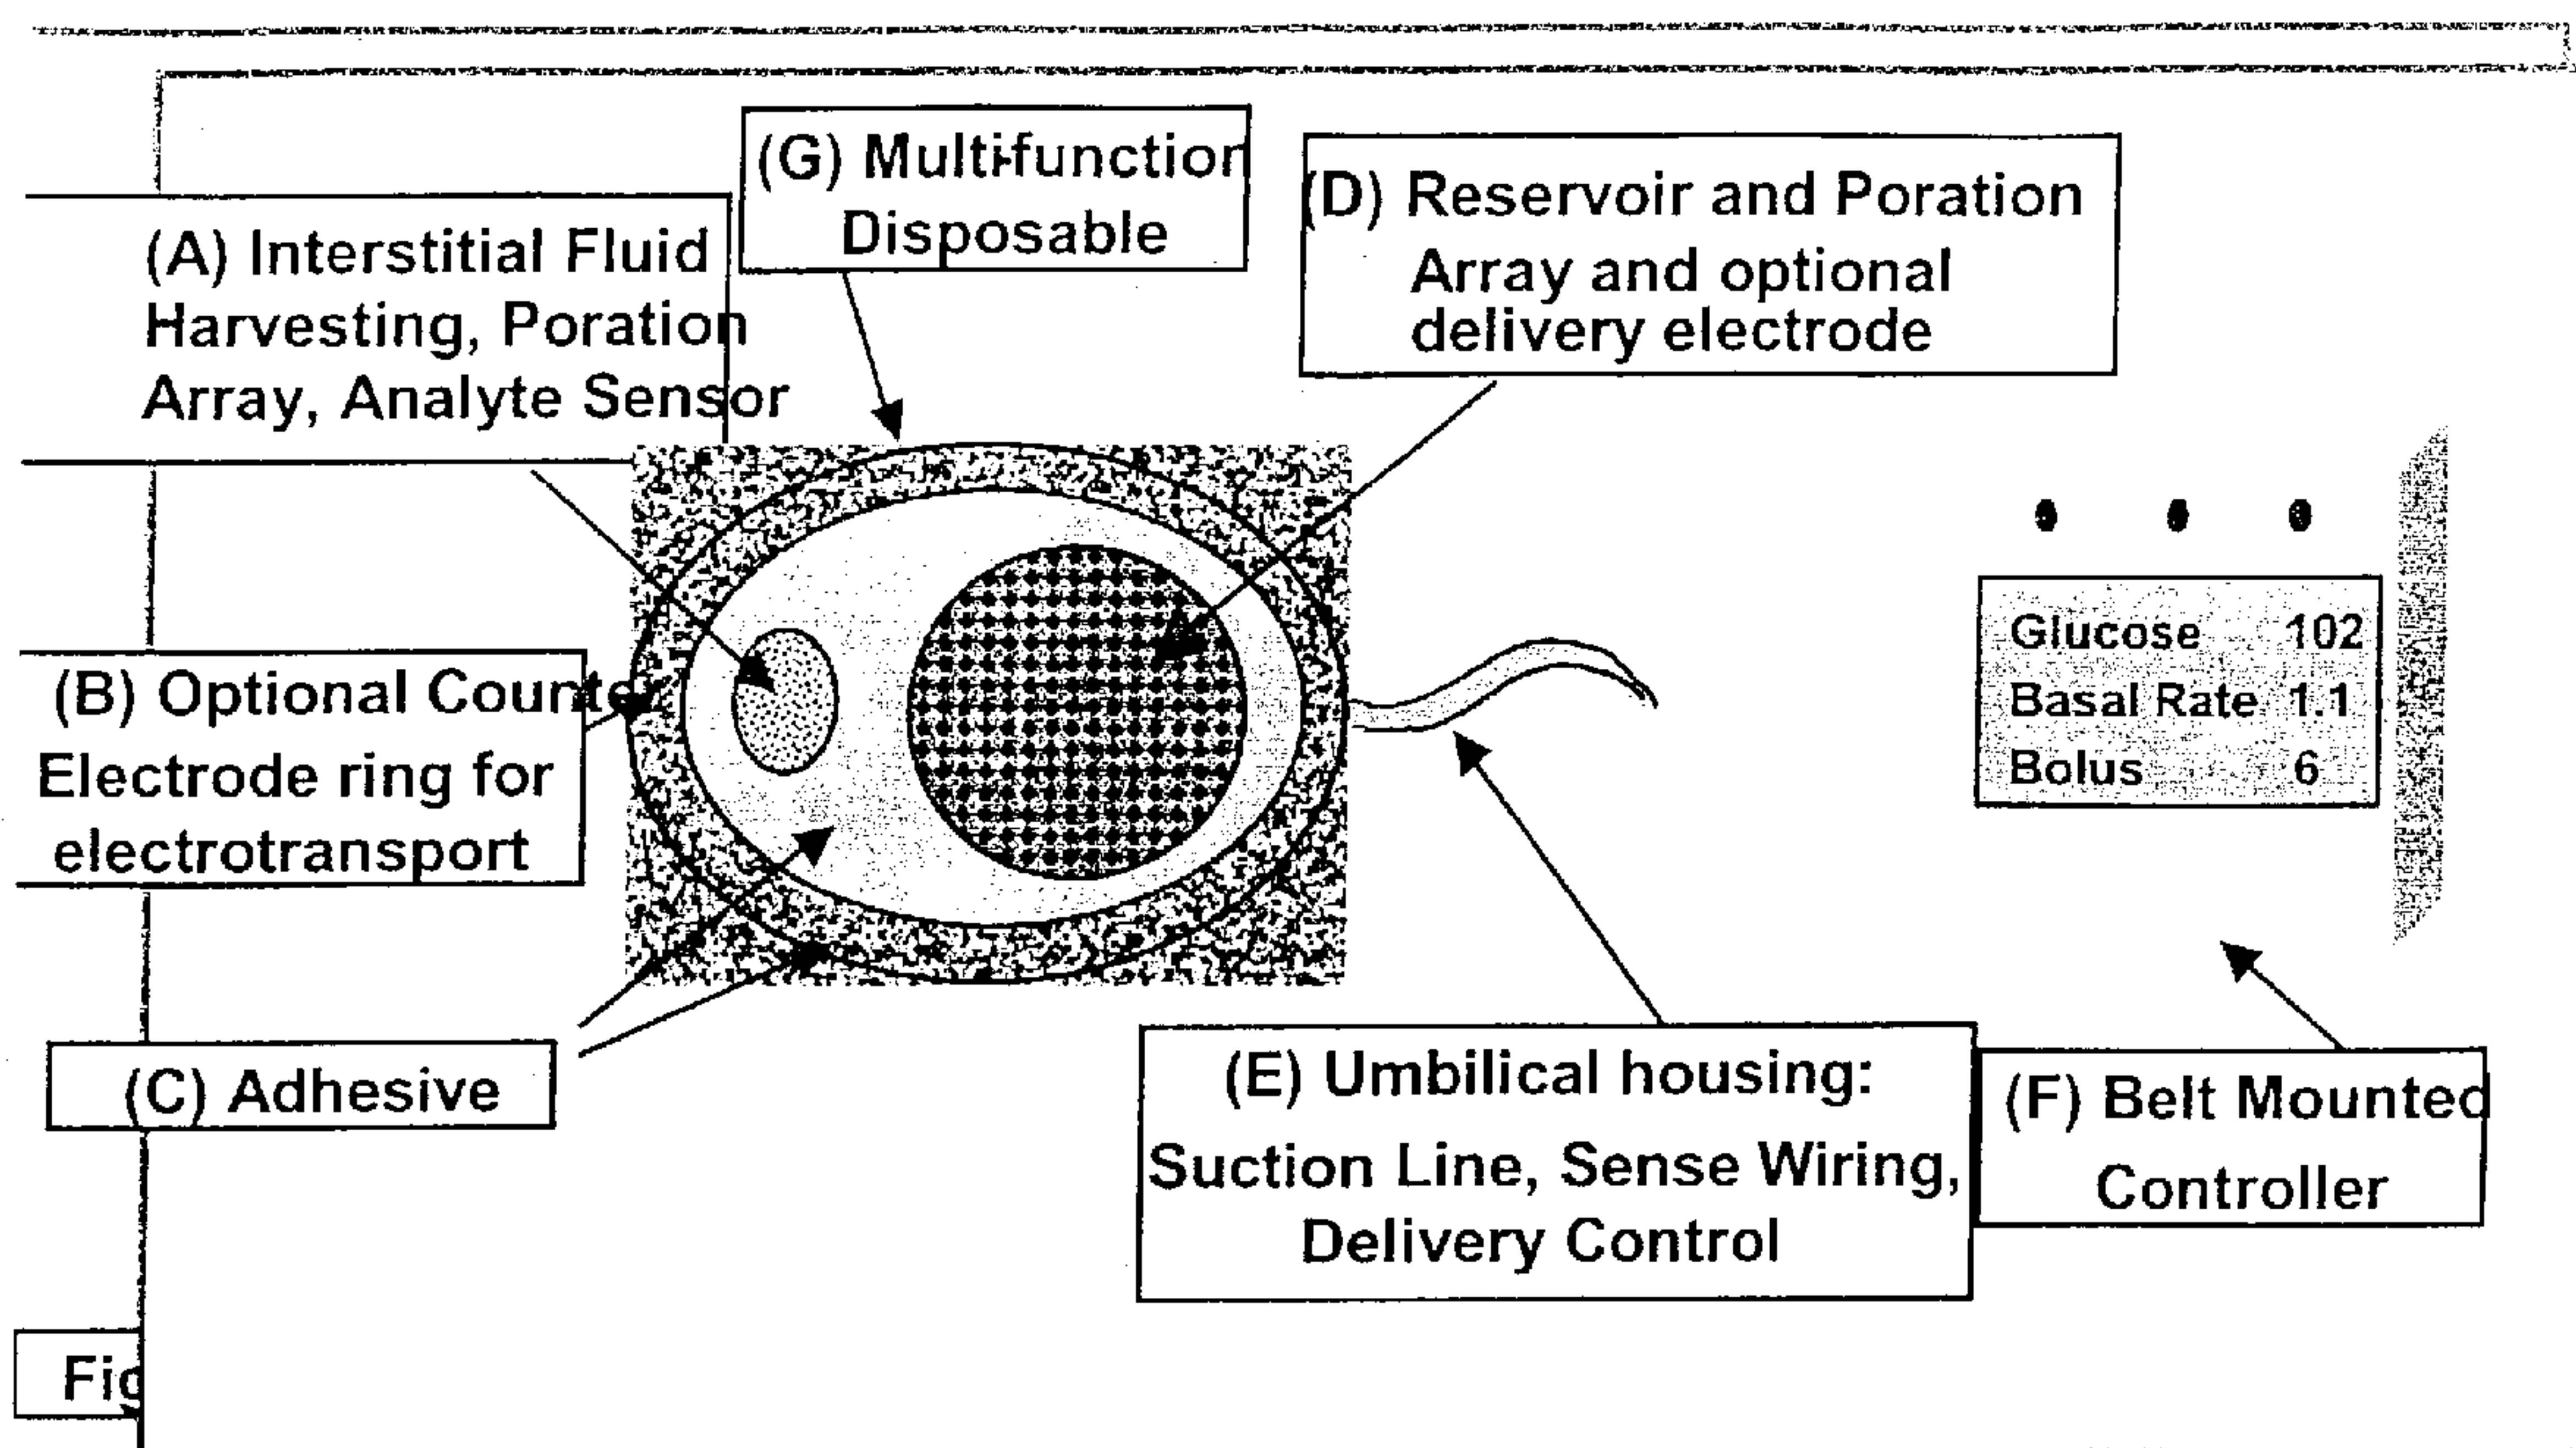 (G) Multi-function
Disposable
(D) Reservoir and Poration
Array and optional
delivery electrode
(A) Interstitial Fluid
Harvesting, Poration
Array, Analyte Sensor
(B) Optional Counter
Electrode ring for
electrotransport
Glucose 102
Basal Rate 1.1
Bolus 6
(C) Adhesive
(E) Umbilical housing:
Suction Line, Sense Wiring,
Delivery Control
(F) Belt Mounted
Controller
Fig